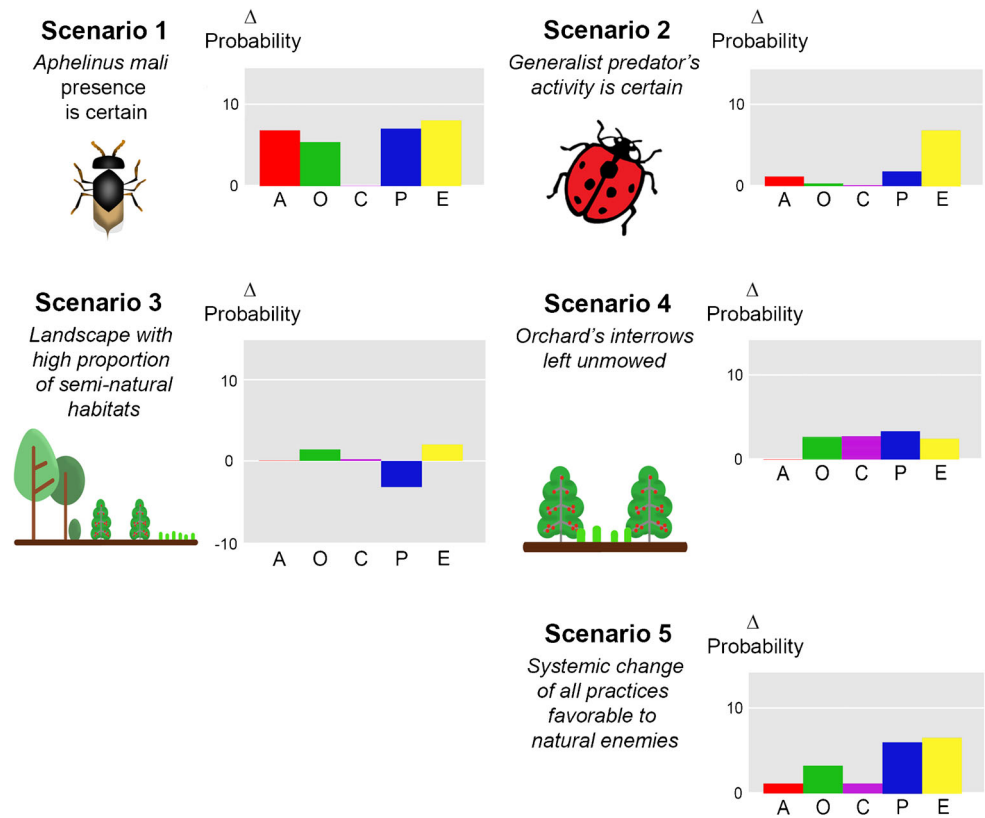 Scenario 1
Aphelinus mali
presence
is certain
Δ
Probability
10
0
A O C P E
Scenario 2
Generalist predator's
activity is certain
Δ
Probability
10
0
A O C P E
Scenario 3
Landscape with
high proportion
of semi-natural
habitats
Δ
Probability
10
0
-10
A O C P E
Scenario 4
Orchard's interrows
left unmowed
Δ
Probability
10
0
A O C P E
Scenario 5
Systemic change
of all practices
favorable to
natural enemies
Δ
Probability
10
0
A O C P E